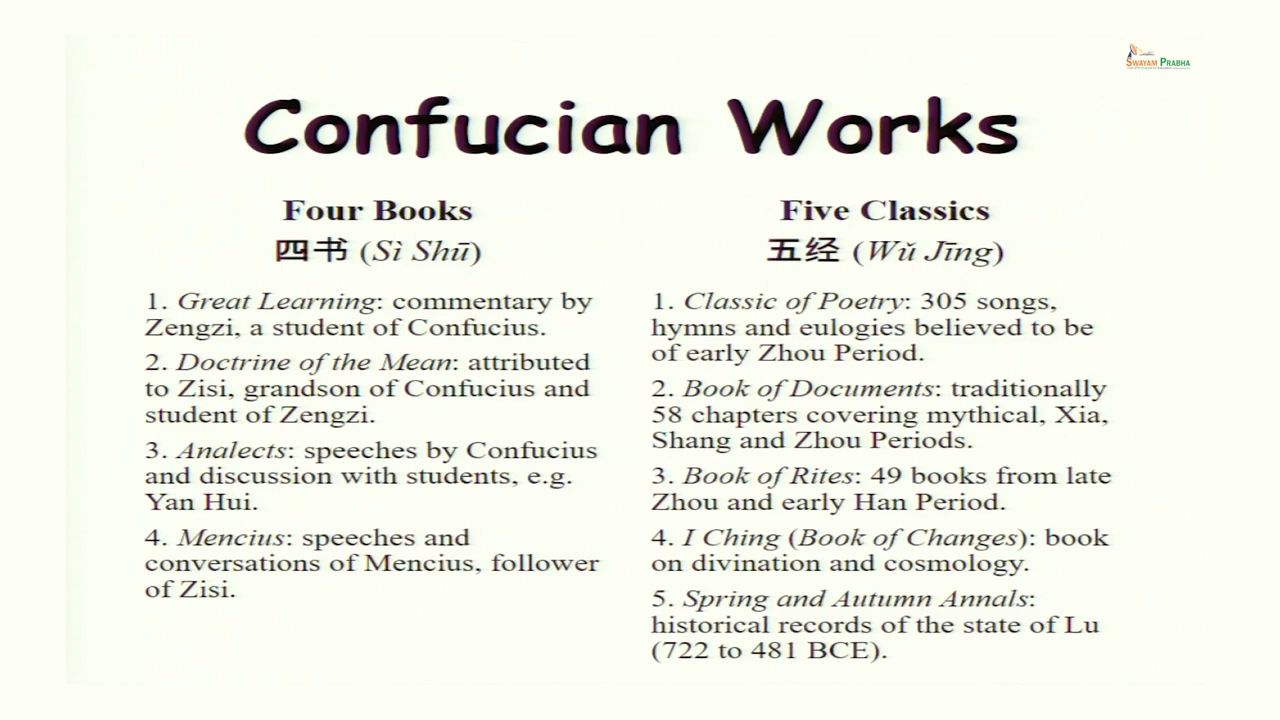 SWAYAM PRABHA
Confucian Works
Four Books
四书 (Sì Shū)
1. Great Learning: commentary by
Zengzi, a student of Confucius.
2. Doctrine of the Mean: attributed
to Zisi, grandson of Confucius and
student of Zengzi.
3. Analects: speeches by Confucius
and discussion with students, e.g.
Yan Hui.
4. Mencius: speeches and
conversations of Mencius, follower
of Zisi.
Five Classics
五经 (Wǔ Jīng)
1. Classic of Poetry: 305 songs,
hymns and eulogies believed to be
of early Zhou Period.
2. Book of Documents: traditionally
58 chapters covering mythical, Xia,
Shang and Zhou Periods.
3. Book of Rites: 49 books from late
Zhou and early Han Period.
4. I Ching (Book of Changes): book
on divination and cosmology.
5. Spring and Autumn Annals:
historical records of the state of Lu
(722 to 481 BCE).